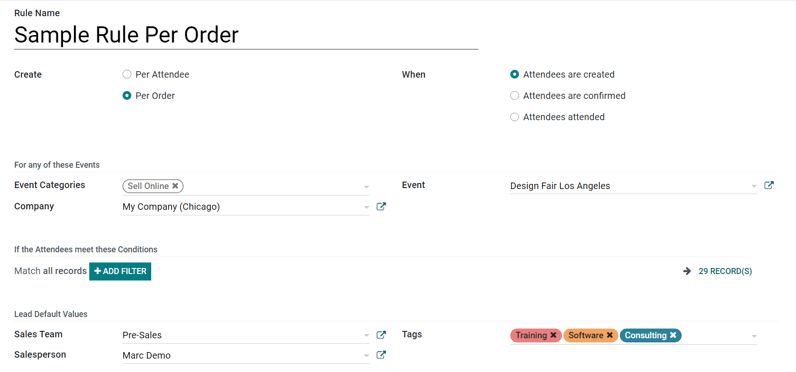 Rule Name
Sample Rule Per Order
Create Per Attendee When Attendees are created
Per Order Attendees are confirmed
Attendees attended
For any of these Events
Event Categories Sell Online ✖ Event Design Fair Los Angeles
Company My Company (Chicago)
If the Attendees meet these Conditions
Match all records + ADD FILTER → 29 RECORD(S)
Lead Default Values
Sales Team Pre-Sales Tags Training ✖ Software ✖ Consulting ✖
Salesperson Marc Demo